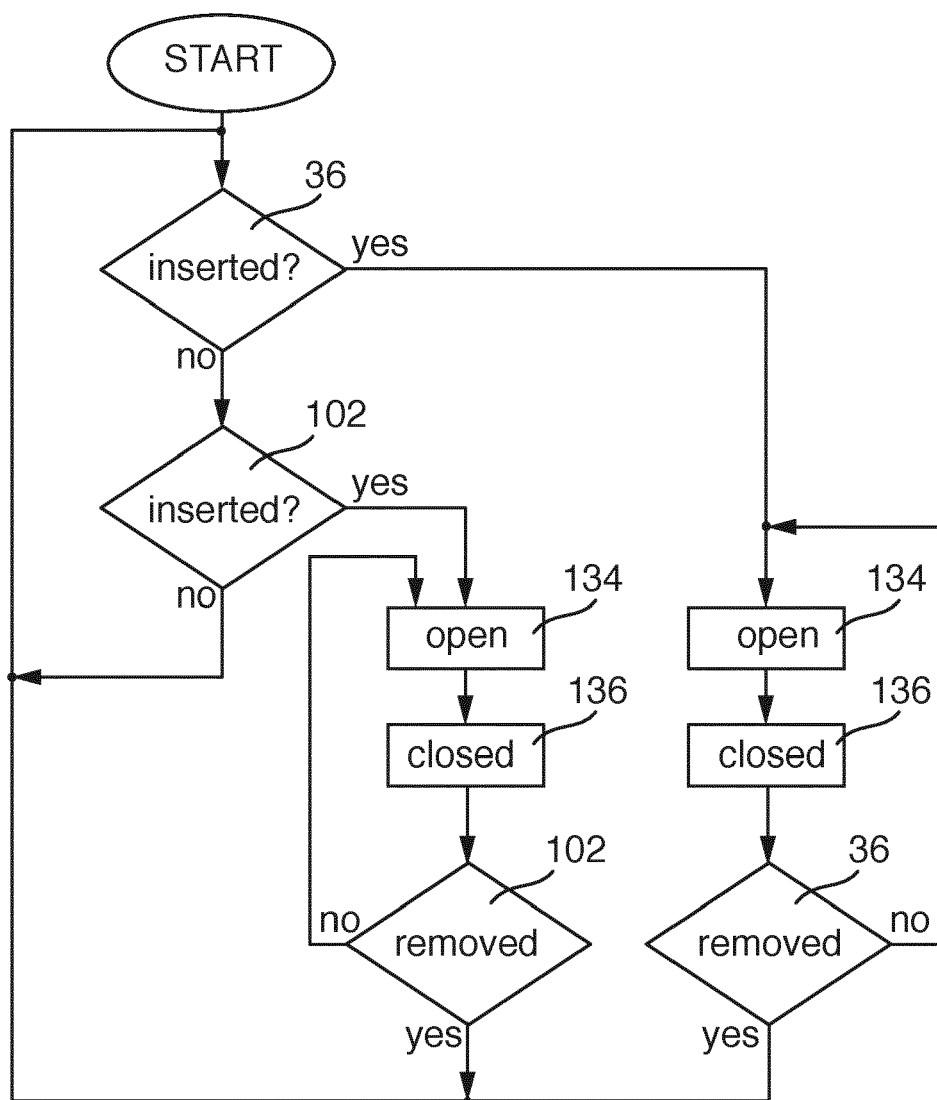 START
36
yes
inserted?
no
102
yes
inserted?
no
134
134
open
open
136
136
closed
closed
102
36
no
removed
removed
no
yes
yes